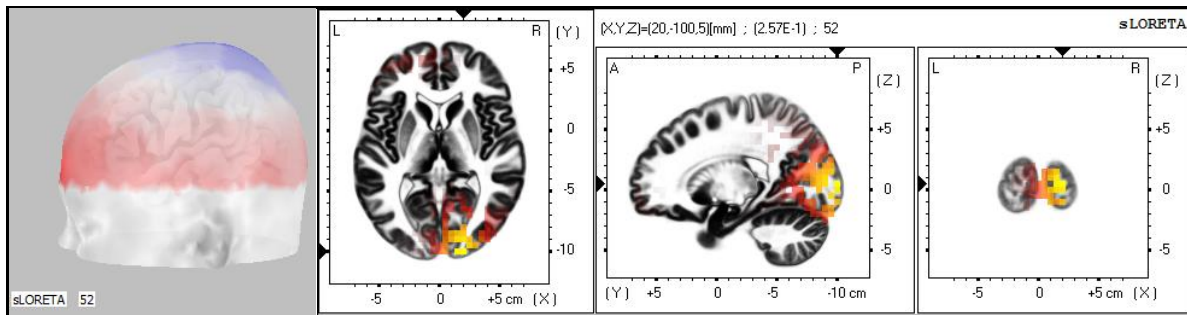 (X,Y,Z)=(20,-100,5)[mm] ; (2.57E-1) ; 52
sLORETA
L R (Y)
+5
0
-5
-10
-5 0 +5 cm (X)
A P (Z)
+5
0
-5
(Y) +5 0 -5 -10 cm
L R (Z)
+5
0
-5
-5 0 +5 cm (X)
sLORETA 52